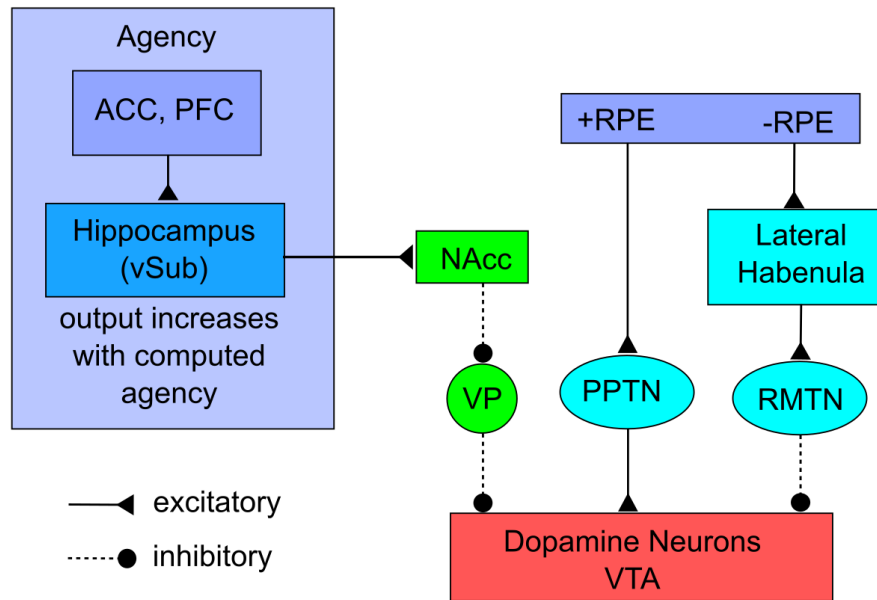 Agency
ACC, PFC
Hippocampus
(vSub)
output increases
with computed
agency
NAcc
VP
+RPE
-RPE
Lateral
Habenula
PPTN
RMTN
Dopamine Neurons
VTA
excitatory
inhibitory